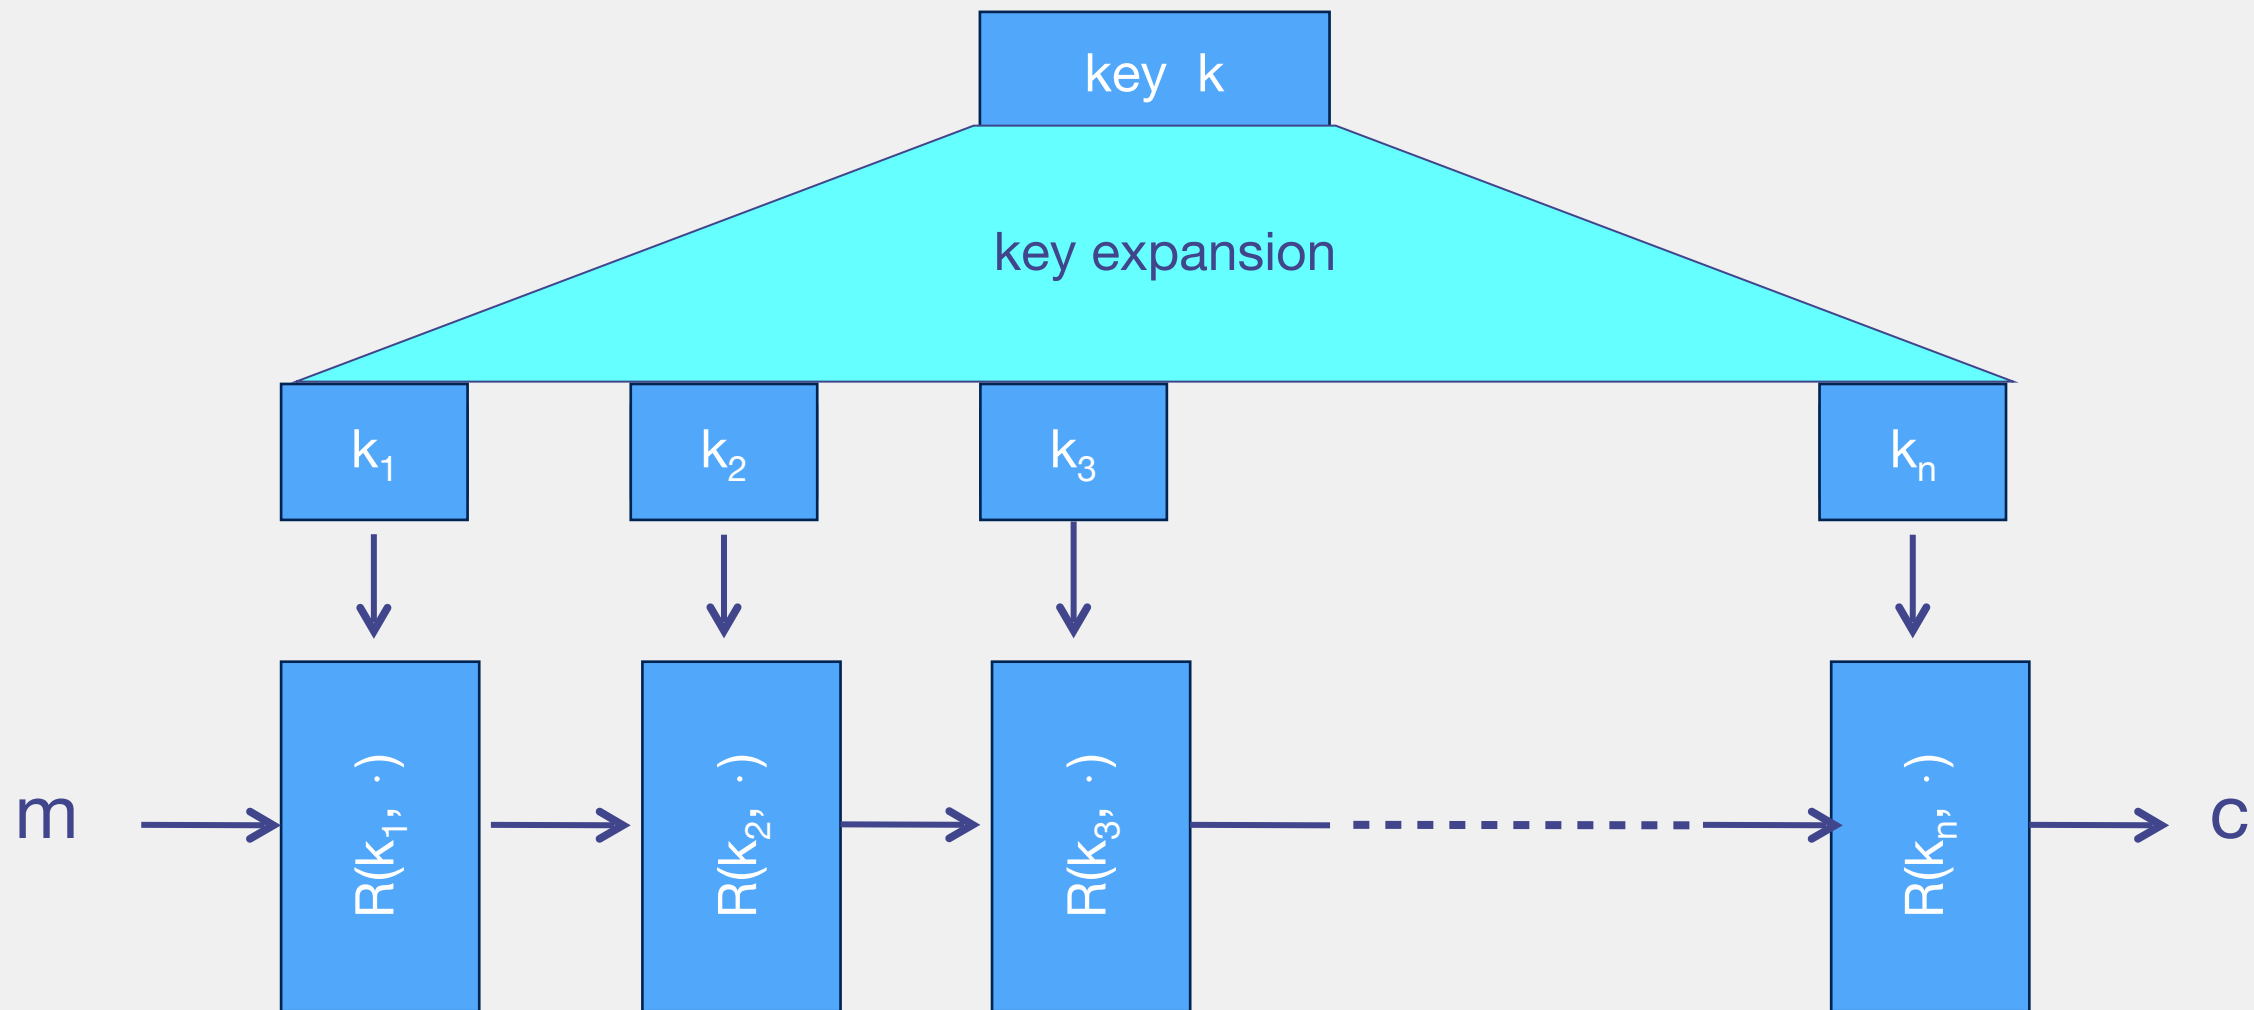 key k
key expansion
k₁
k₂
k₃
kₙ
m
R(k₁, ·)
R(k₂, ·)
R(k₃, ·)
R(kₙ, ·)
c